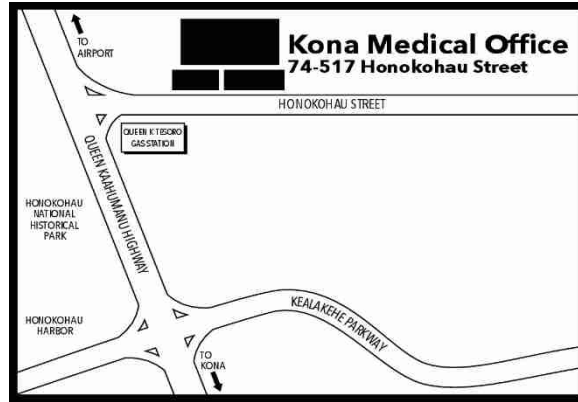 TO
AIRPORT
Kona Medical Office
74-517 Honokohau Street
HONOKOHAU STREET
QUEEN K TESORO
GAS STATION
QUEEN KAAHUMANU HIGHWAY
HONOKOHAU
NATIONAL
HISTORICAL
PARK
HONOKOHAU
HARBOR
KEALAKEHE PARKWAY
TO
KONA